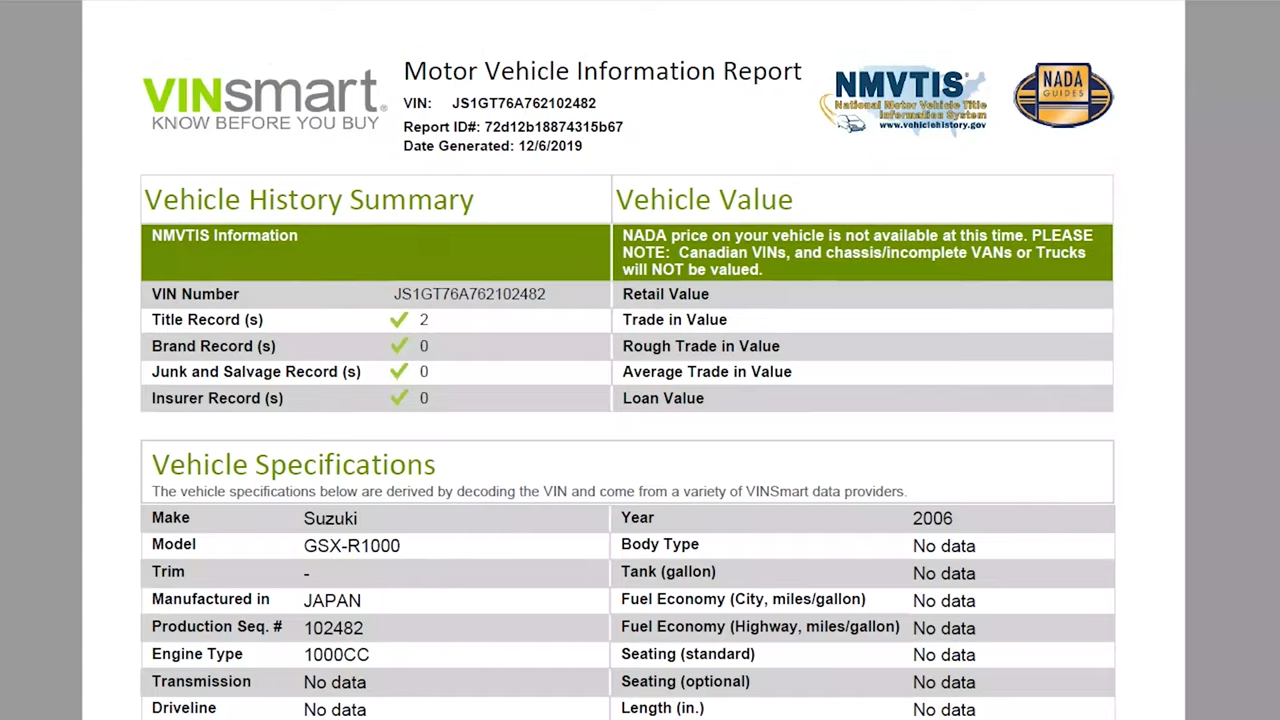 VINsmart®
KNOW BEFORE YOU BUY
Motor Vehicle Information Report
VIN: JS1GT76A762102482
Report ID#: 72d12b18874315b67
Date Generated: 12/6/2019
NMVTIS
National Motor Vehicle Title
Information System
www.vehiclehistory.gov
NADA
GUIDES
Vehicle History Summary
Vehicle Value
NMVTIS Information
NADA price on your vehicle is not available at this time. PLEASE
NOTE: Canadian VINs, and chassis/incomplete VANs or Trucks
will NOT be valued.
VIN Number JS1GT76A762102482 Retail Value
Title Record (s) 2 Trade in Value
Brand Record (s) 0 Rough Trade in Value
Junk and Salvage Record (s) 0 Average Trade in Value
Insurer Record (s) 0 Loan Value
Vehicle Specifications
The vehicle specifications below are derived by decoding the VIN and come from a variety of VINSmart data providers.
Make Suzuki Year 2006
Model GSX-R1000 Body Type No data
Trim - Tank (gallon) No data
Manufactured in JAPAN Fuel Economy (City, miles/gallon) No data
Production Seq. # 102482 Fuel Economy (Highway, miles/gallon) No data
Engine Type 1000CC Seating (standard) No data
Transmission No data Seating (optional) No data
Driveline No data Length (in.) No data